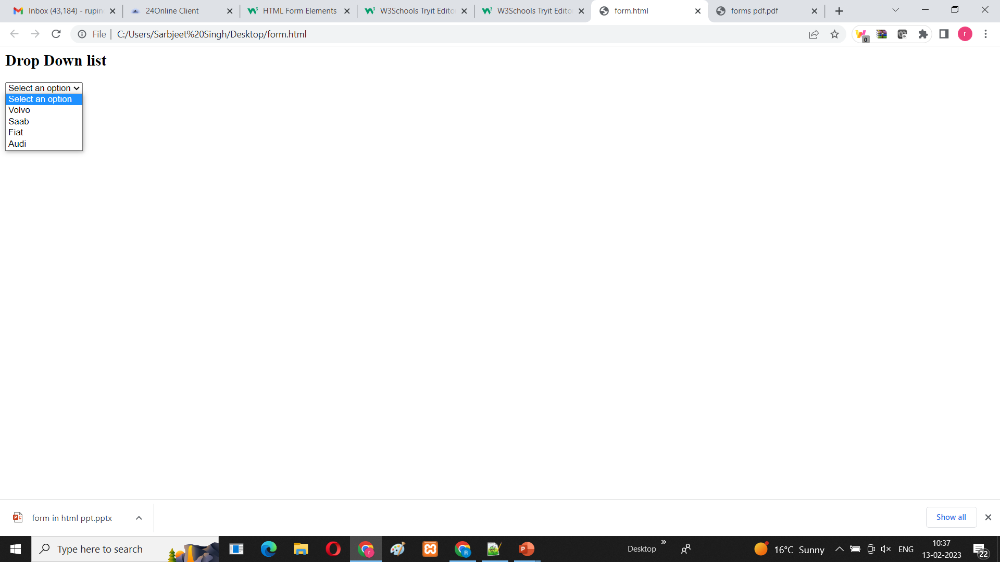 Inbox (43,184) - rupin
24Online Client
HTML Form Elements
W3Schools Tryit Edito
W3Schools Tryit Edito
form.html
forms pdf.pdf
File
C:/Users/Sarbjeet%20Singh/Desktop/form.html
0
r
Drop Down list
Select an option
Select an option
Volvo
Saab
Fiat
Audi
form in html ppt.pptx
Show all
Type here to search
Desktop
16°C Sunny
ENG
10:37
13-02-2023
22